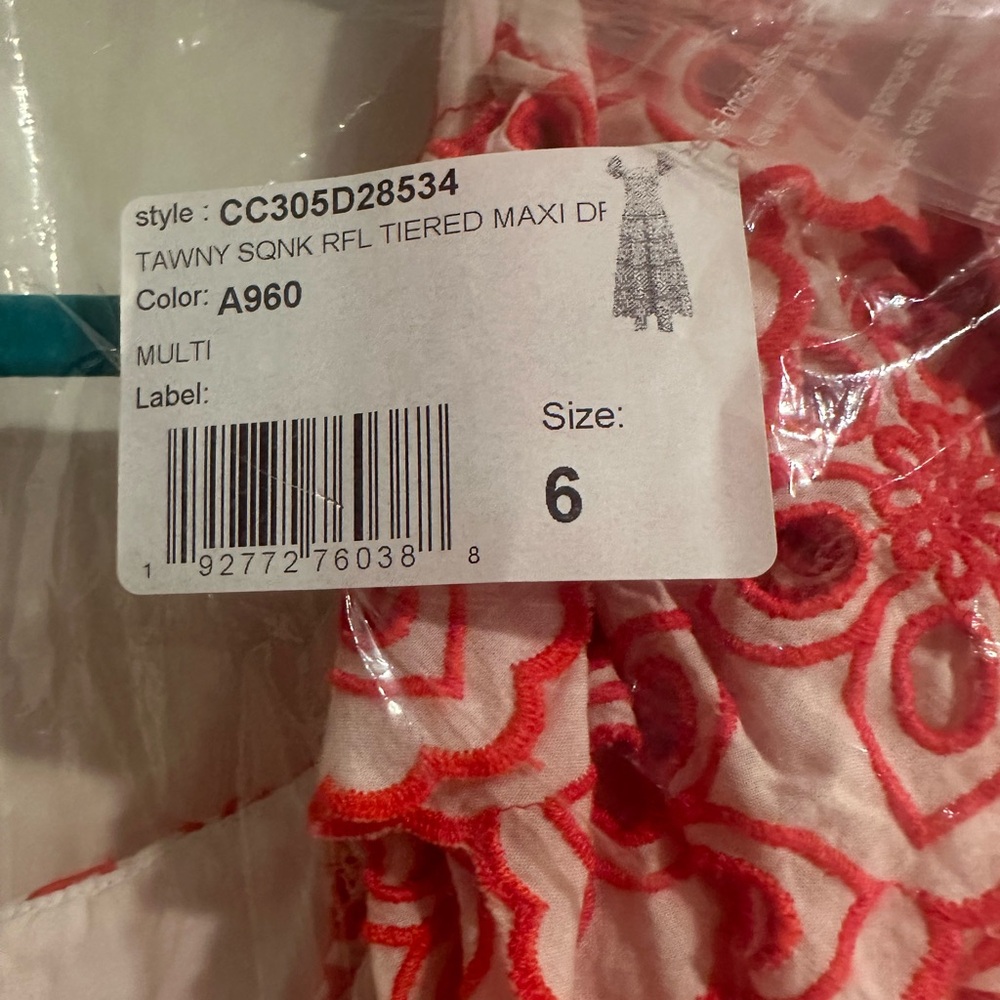 style : CC305D28534
TAWNY SQNK RFL TIERED MAXI DR
Color: A960
MULTI
Label:
Size:
6
1 92772 76038 8